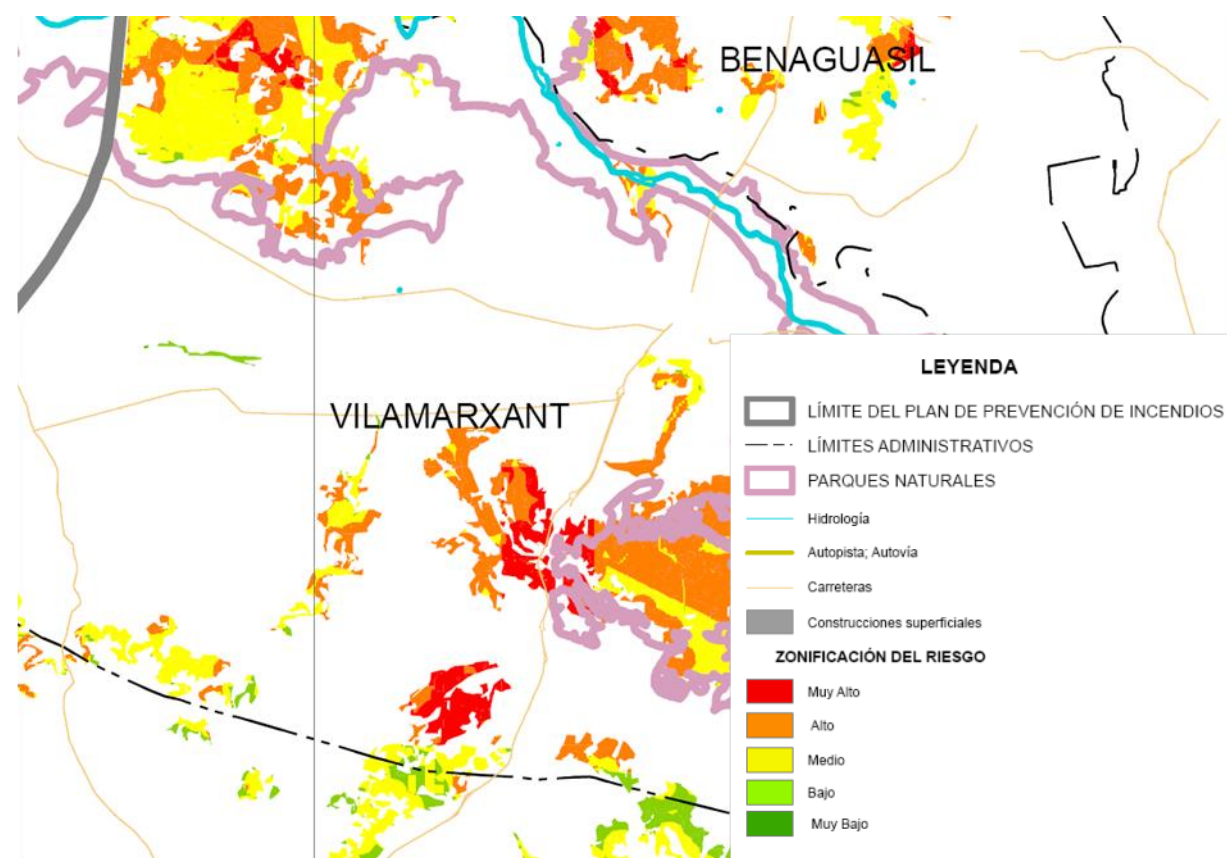 BENAGUASIL
VILAMARXANT
LEYENDA
LÍMITE DEL PLAN DE PREVENCIÓN DE INCENDIOS
LÍMITES ADMINISTRATIVOS
PARQUES NATURALES
Hidrología
Autopista; Autovía
Carreteras
Construcciones superficiales
ZONIFICACIÓN DEL RIESGO
Muy Alto
Alto
Medio
Bajo
Muy Bajo